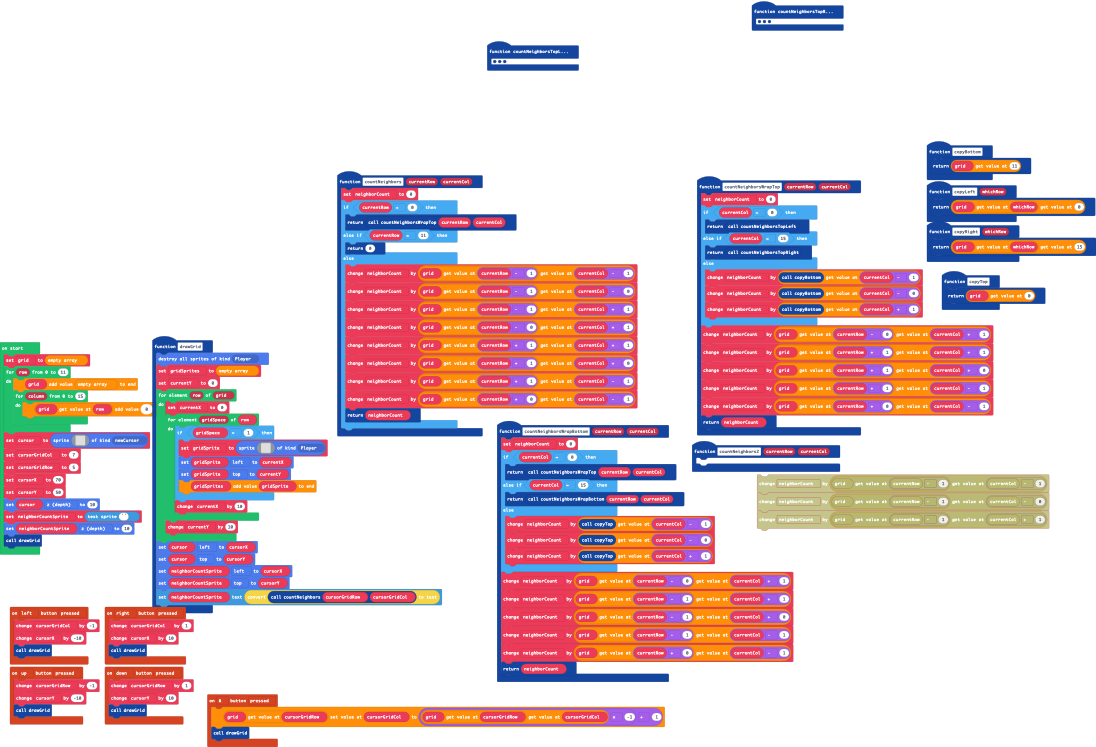 function countNeighborsTopR...
function countNeighborsTopL...
function copyBottom
return grid get value at 11
function copyLeft whichRow
return grid get value at whichRow get value at 0
function copyRight whichRow
return grid get value at whichRow get value at 15
function copyTop
return grid get value at 0
function countNeighbors currentRow currentCol
set neighborCount to 0
if currentRow = 0 then
return call countNeighborsWrapTop currentRow currentCol
else if currentRow = 11 then
return 0
else
change neighborCount by grid get value at currentRow - 1 get value at currentCol - 1
change neighborCount by grid get value at currentRow - 1 get value at currentCol - 0
change neighborCount by grid get value at currentRow - 1 get value at currentCol + 1
change neighborCount by grid get value at currentRow - 0 get value at currentCol + 1
change neighborCount by grid get value at currentRow + 1 get value at currentCol + 1
change neighborCount by grid get value at currentRow + 1 get value at currentCol + 0
change neighborCount by grid get value at currentRow + 1 get value at currentCol - 1
change neighborCount by grid get value at currentRow + 0 get value at currentCol - 1
return neighborCount
function countNeighborsWrapTop currentRow currentCol
set neighborCount to 0
if currentCol = 0 then
return call countNeighborsTopLeft
else if currentCol = 15 then
return call countNeighborsTopRight
else
change neighborCount by call copyBottom get value at currentCol - 1
change neighborCount by call copyBottom get value at currentCol - 0
change neighborCount by call copyBottom get value at currentCol + 1
change neighborCount by grid get value at currentRow - 0 get value at currentCol + 1
change neighborCount by grid get value at currentRow + 1 get value at currentCol + 1
change neighborCount by grid get value at currentRow + 1 get value at currentCol + 0
change neighborCount by grid get value at currentRow + 1 get value at currentCol - 1
change neighborCount by grid get value at currentRow + 0 get value at currentCol - 1
return neighborCount
on start
set grid to empty array
for row from 0 to 11
do grid add value empty array to end
for column from 0 to 15
do grid get value at row add value 0
set cursor to sprite of kind newCursor
set cursorGridCol to 7
set cursorGridRow to
set cursorX to 70
set cursorY to
set cursor z (depth) to
set neighborCountSprite to text sprite
set neighborCountSprite z (depth) to
call drawGrid
function drawGrid
destroy all sprites of kind Player
set gridSprites to empty array
set currentY to 0
for element row of grid
do set currentX to 0
for element gridSpace of row
do if gridSpace = 1 then
set gridSprite to sprite of kind Player
set gridSprite left to currentX
set gridSprite top to currentY
gridSprites add value gridSprite to end
change currentX by 10
change currentY by 10
set cursor left to cursorX
set cursor top to cursorY
set neighborCountSprite left to cursorX
set neighborCountSprite top to cursorY
set neighborCountSprite text convert call countNeighbors cursorGridRow cursorGridCol to text
function countNeighborsWrapBottom currentRow currentCol
set neighborCount to 0
if currentCol = 0 then
return call countNeighborsWrapTop currentRow currentCol
else if currentCol = 15 then
return call countNeighborsWrapBottom currentRow currentCol
else
change neighborCount by call copyTop get value at currentCol - 1
change neighborCount by call copyTop get value at currentCol - 0
change neighborCount by call copyTop get value at currentCol + 1
change neighborCount by grid get value at currentRow - 0 get value at currentCol + 1
change neighborCount by grid get value at currentRow + 1 get value at currentCol + 1
change neighborCount by grid get value at currentRow + 1 get value at currentCol + 0
change neighborCount by grid get value at currentRow + 1 get value at currentCol - 1
change neighborCount by grid get value at currentRow + 0 get value at currentCol - 1
return neighborCount
function countNeighbors2 currentRow currentCol
change neighborCount by grid get value at currentRow - 1 get value at currentCol - 1
change neighborCount by grid get value at currentRow - 1 get value at currentCol 0
change neighborCount by grid get value at currentRow - 1 get value at currentCol + 1
on left button pressed
change cursorGridCol by -1
change cursorX by -10
call drawGrid
on right button pressed
change cursorGridCol by 1
change cursorX by 10
call drawGrid
on up button pressed
change cursorGridRow by -1
change cursorY by -10
call drawGrid
on down button pressed
change cursorGridRow by 1
change cursorY by 10
call drawGrid
on A button pressed
grid get value at cursorGridRow set value at cursorGridCol to grid get value at cursorGridRow get value at cursorGridCol × -1 + 1
call drawGrid